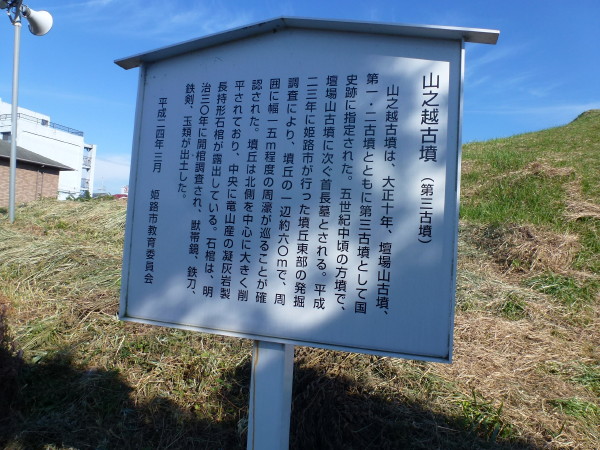 山之越古墳（第三古墳）
山之越古墳は、大正十年、壇場山古墳、
第一・二古墳とともに第三古墳として国
史跡に指定された。五世紀中頃の方墳で、
壇場山古墳に次ぐ首長墓とされる。平成
二三年に姫路市が行った墳丘東部の発掘
調査により、墳丘の一辺約六〇ｍで、周
囲に幅一五ｍ程度の周濠が巡ることが確
認された。墳丘は北側を中心に大きく削
平されており、中央に竜山産の凝灰岩製
長持形石棺が露出している。石棺は、明
治三〇年に開棺調査され、獣帯鏡、鉄刀、
鉄剣、玉類が出土した。
平成二四年三月　姫路市教育委員会